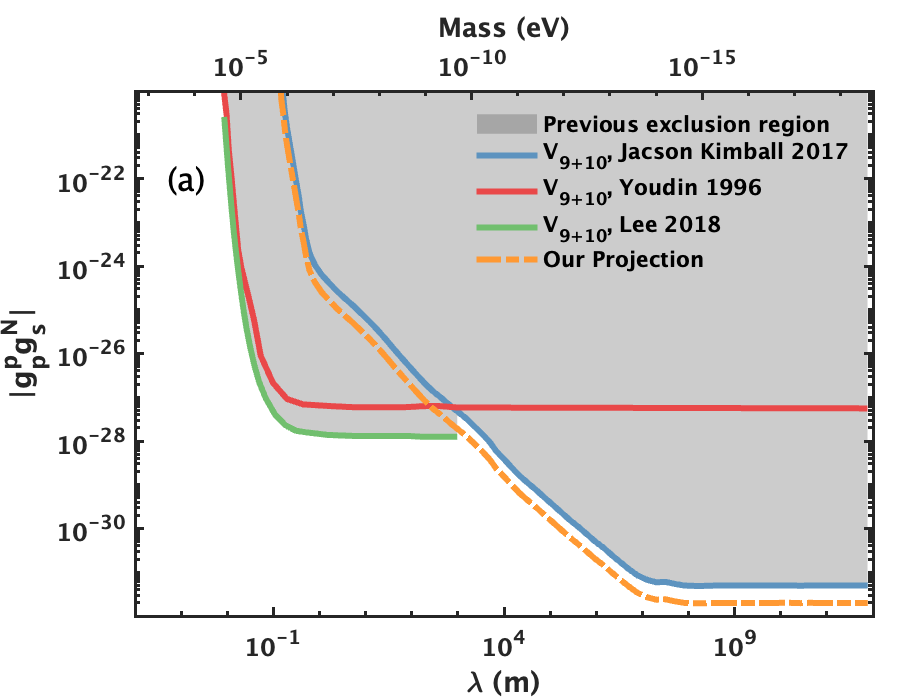 Mass (eV)
10⁻⁵ 10⁻¹⁰ 10⁻¹⁵
(a)
Previous exclusion region
V₉₊₁₀, Jacson Kimball 2017
V₉₊₁₀, Youdin 1996
V₉₊₁₀, Lee 2018
Our Projection
10⁻²²
10⁻²⁴
10⁻²⁶
10⁻²⁸
10⁻³⁰
|gₚᵖgₛᴺ|
10⁻¹ 10⁴ 10⁹
λ (m)